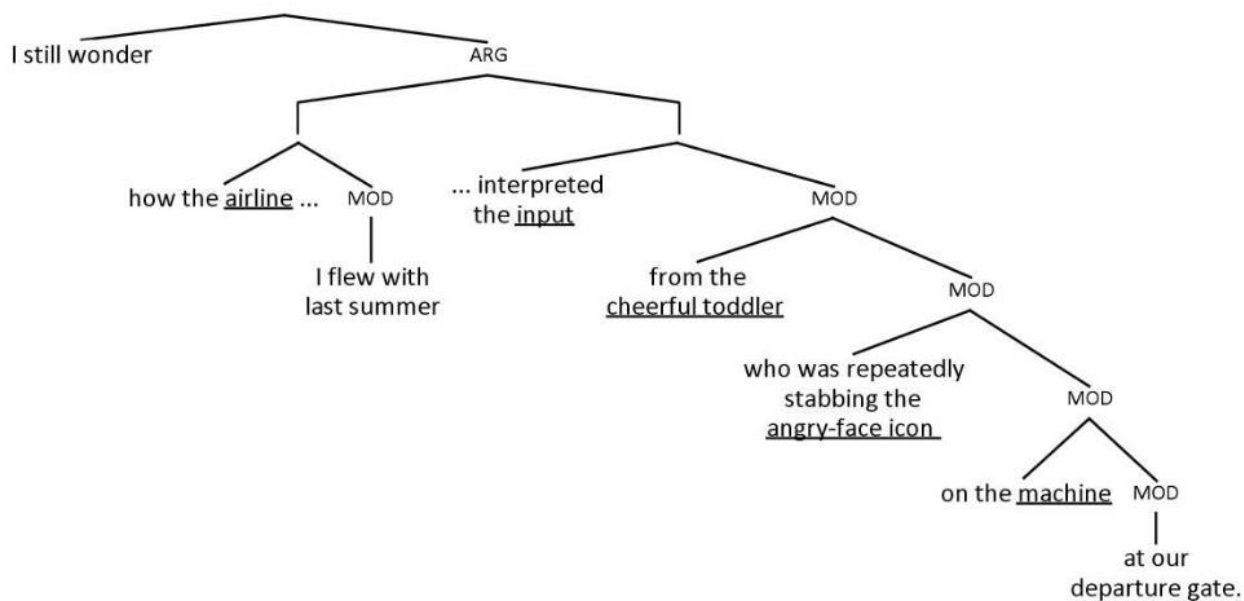 I still wonder
ARG
how the airline ...
MOD
I flew with
last summer
... interpreted
the input
MOD
from the
cheerful toddler
MOD
who was repeatedly
stabbing the
angry-face icon
MOD
on the machine
MOD
at our
departure gate.